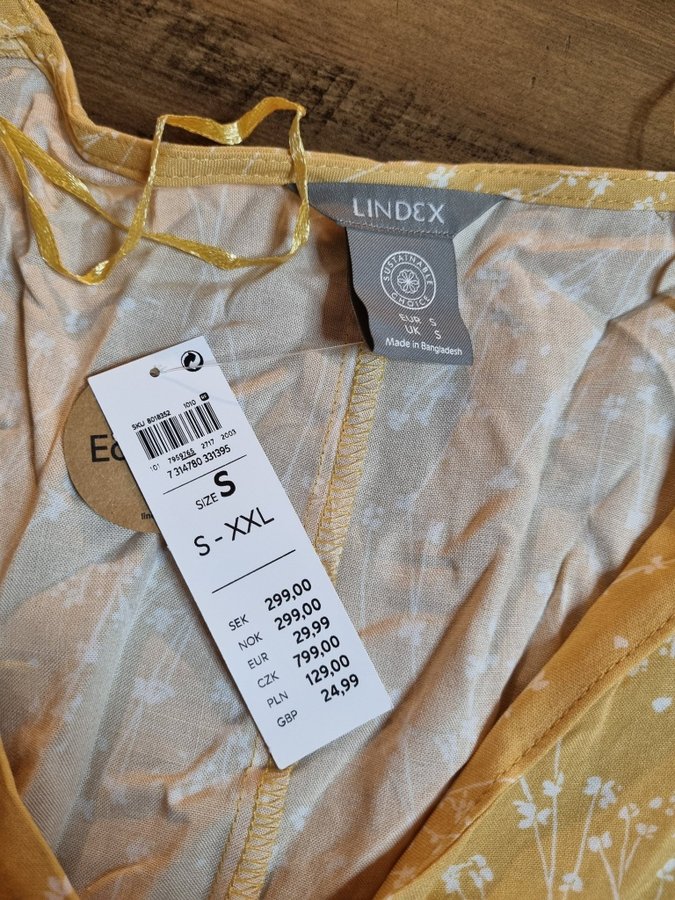 LINDEX
SUSTAINABLE CHOICE
EUR S
UK S
Made in Bangladesh
SKU 8018352 1010
101 7959765 2717 2003
7 314780 331395
SIZE S
S - XXL
SEK 299,00
NOK 299,00
EUR 29,99
CZK 799,00
PLN 129,00
GBP 24,99